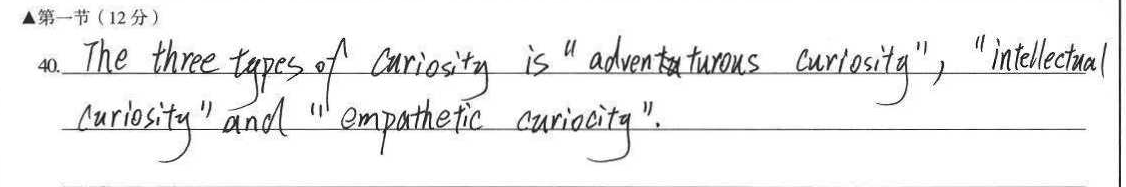 ▲第一节（12分）
40. The three types of curiosity is "adventurous curiosity", "intellectual
curiosity" and "empathetic curiocity".